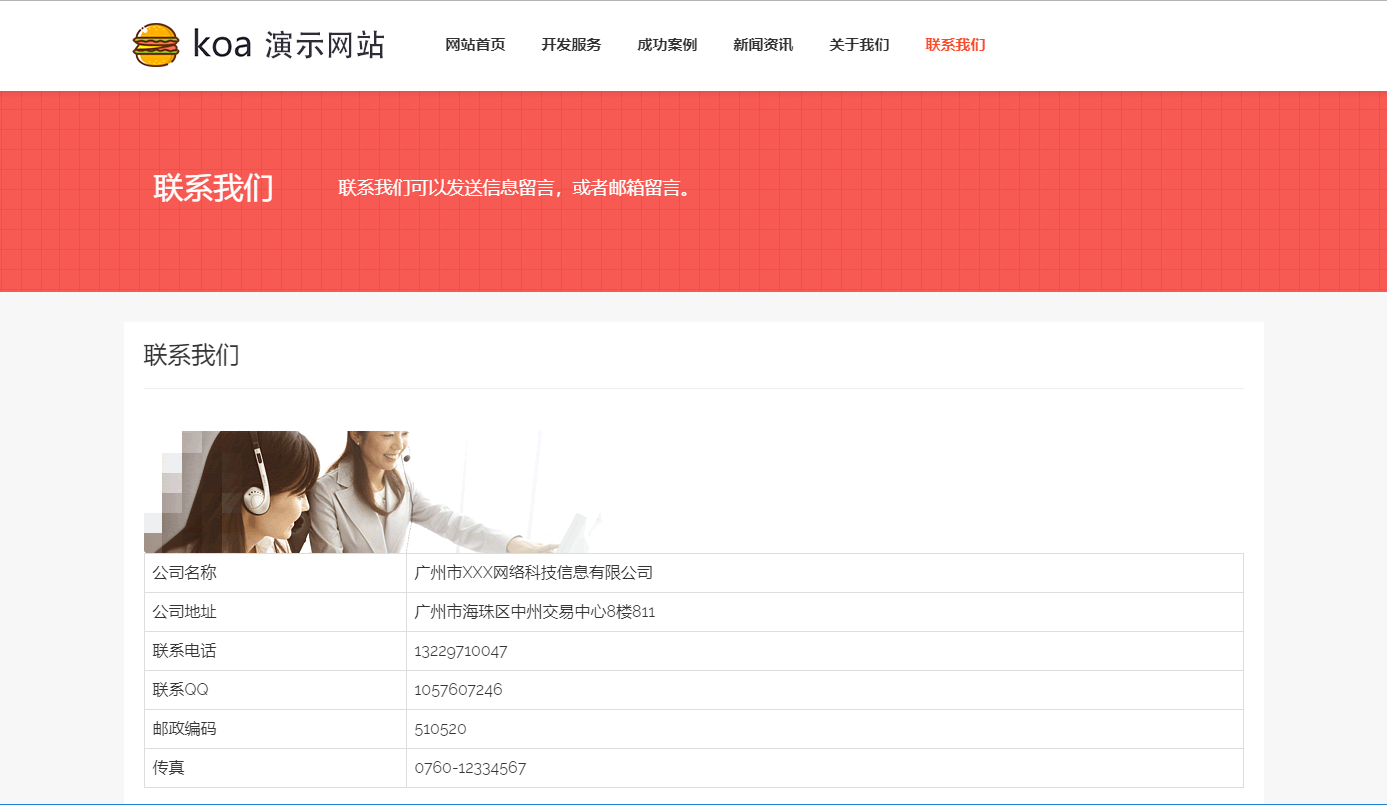 koa 演示网站
网站首页 开发服务 成功案例 新闻资讯 关于我们 联系我们
联系我们 联系我们可以发送信息留言，或者邮箱留言。
联系我们
公司名称 广州市XXX网络科技信息有限公司
公司地址 广州市海珠区中州交易中心8楼811
联系电话 13229710047
联系QQ 1057607246
邮政编码 510520
传真 0760-12334567